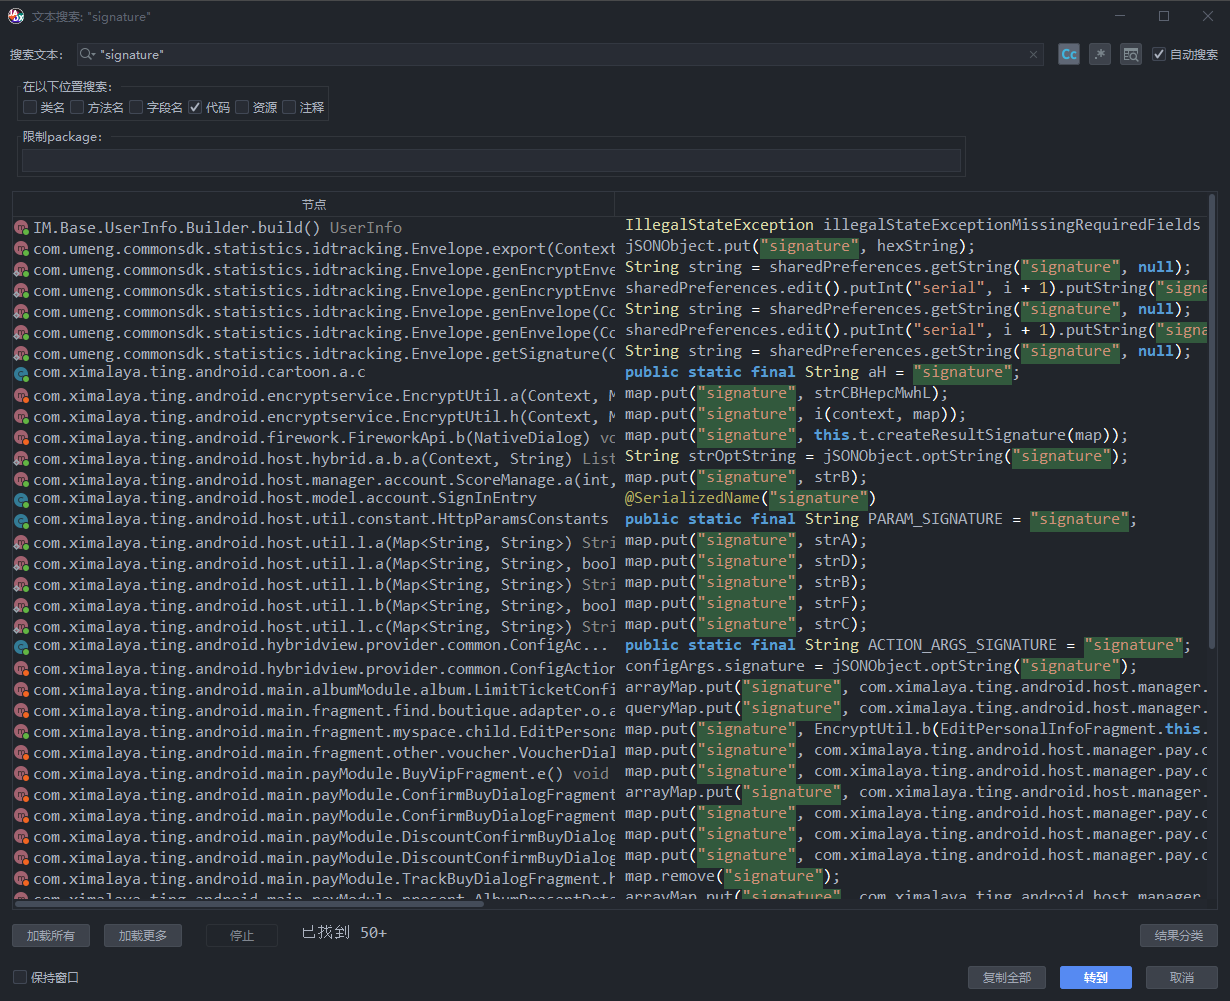 文本搜索: "signature"
搜索文本:
"signature"
Cc
.*
自动搜索
在以下位置搜索:
类名 方法名 字段名 代码 资源 注释
限制package:
节点
IM.Base.UserInfo.Builder.build() UserInfo IllegalStateException illegalStateExceptionMissingRequiredFields
com.umeng.commonsdk.statistics.idtracking.Envelope.export(Context jSONObject.put("signature", hexString);
com.umeng.commonsdk.statistics.idtracking.Envelope.genEncryptEnve String string = sharedPreferences.getString("signature", null);
com.umeng.commonsdk.statistics.idtracking.Envelope.genEncryptEnve sharedPreferences.edit().putInt("serial", i + 1).putString("signa
com.umeng.commonsdk.statistics.idtracking.Envelope.genEnvelope(Co String string = sharedPreferences.getString("signature", null);
com.umeng.commonsdk.statistics.idtracking.Envelope.genEnvelope(Co sharedPreferences.edit().putInt("serial", i + 1).putString("signa
com.umeng.commonsdk.statistics.idtracking.Envelope.getSignature(C String string = sharedPreferences.getString("signature", null);
com.ximalaya.ting.android.cartoon.a.c public static final String aH = "signature";
com.ximalaya.ting.android.encryptservice.EncryptUtil.a(Context, M map.put("signature", strCBHepcMwhL);
com.ximalaya.ting.android.encryptservice.EncryptUtil.h(Context, M map.put("signature", i(context, map));
com.ximalaya.ting.android.firework.FireworkApi.b(NativeDialog) vo map.put("signature", this.t.createResultSignature(map));
com.ximalaya.ting.android.host.hybrid.a.b.a(Context, String) List String strOptString = jSONObject.optString("signature");
com.ximalaya.ting.android.host.manager.account.ScoreManage.a(int, map.put("signature", strB);
com.ximalaya.ting.android.host.model.account.SignInEntry @SerializedName("signature")
com.ximalaya.ting.android.host.util.constant.HttpParamsConstants public static final String PARAM_SIGNATURE = "signature";
com.ximalaya.ting.android.host.util.l.a(Map<String, String>) Stri map.put("signature", strA);
com.ximalaya.ting.android.host.util.l.a(Map<String, String>, bool map.put("signature", strD);
com.ximalaya.ting.android.host.util.l.b(Map<String, String>) Stri map.put("signature", strB);
com.ximalaya.ting.android.host.util.l.b(Map<String, String>, bool map.put("signature", strF);
com.ximalaya.ting.android.host.util.l.c(Map<String, String>) Stri map.put("signature", strC);
com.ximalaya.ting.android.hybridview.provider.common.ConfigAc... public static final String ACTION_ARGS_SIGNATURE = "signature";
com.ximalaya.ting.android.hybridview.provider.common.ConfigAction configArgs.signature = jSONObject.optString("signature");
com.ximalaya.ting.android.main.albumModule.album.LimitTicketConfi arrayMap.put("signature", com.ximalaya.ting.android.host.manager.
com.ximalaya.ting.android.main.fragment.find.boutique.adapter.o.a queryMap.put("signature", com.ximalaya.ting.android.host.manager.
com.ximalaya.ting.android.main.fragment.myspace.child.EditPersona map.put("signature", EncryptUtil.b(EditPersonalInfoFragment.this.
com.ximalaya.ting.android.main.fragment.other.voucher.VoucherDial map.put("signature", com.ximalaya.ting.android.host.manager.pay.c
com.ximalaya.ting.android.main.payModule.BuyVipFragment.e() void map.put("signature", com.ximalaya.ting.android.host.manager.pay.c
com.ximalaya.ting.android.main.payModule.ConfirmBuyDialogFragment arrayMap.put("signature", com.ximalaya.ting.android.host.manager.
com.ximalaya.ting.android.main.payModule.ConfirmBuyDialogFragment map.put("signature", com.ximalaya.ting.android.host.manager.pay.c
com.ximalaya.ting.android.main.payModule.DiscountConfirmBuyDialog map.put("signature", com.ximalaya.ting.android.host.manager.pay.c
com.ximalaya.ting.android.main.payModule.DiscountConfirmBuyDialog map.put("signature", com.ximalaya.ting.android.host.manager.pay.c
com.ximalaya.ting.android.main.payModule.TrackBuyDialogFragment.h map.remove("signature");
com.ximalaya.ting.android.main.payModule.present.AlbumPresentDeta arrayMap.put("signature", com.ximalaya.ting.android.host.manager.
加载所有 加载更多 停止 已找到 50+ 结果分类
保持窗口 复制全部 转到 取消